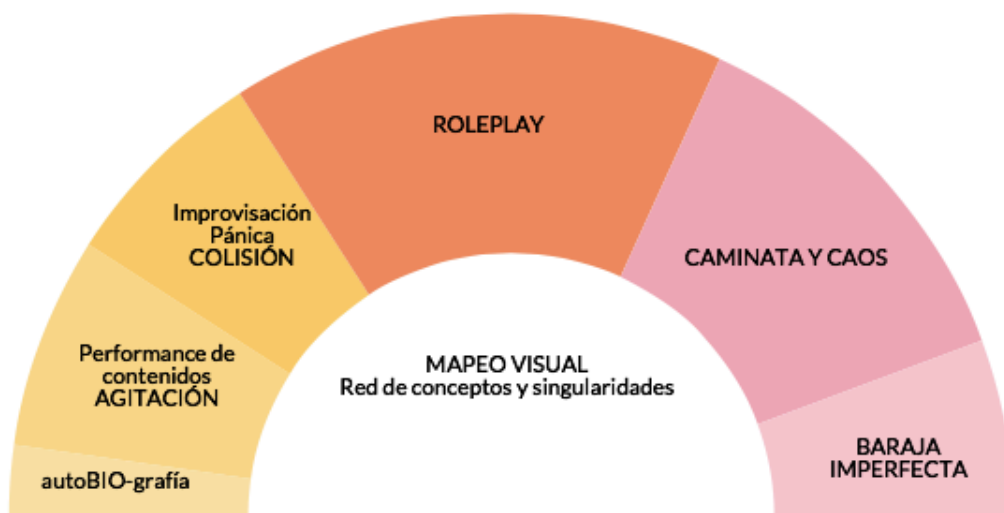 ROLEPLAY
Improvisación
Pánica
COLISIÓN
CAMINATA Y CAOS
Performance de
contenidos
AGITACIÓN
MAPEO VISUAL
Red de conceptos y singularidades
autoBIO-grafía
BARAJA
IMPERFECTA